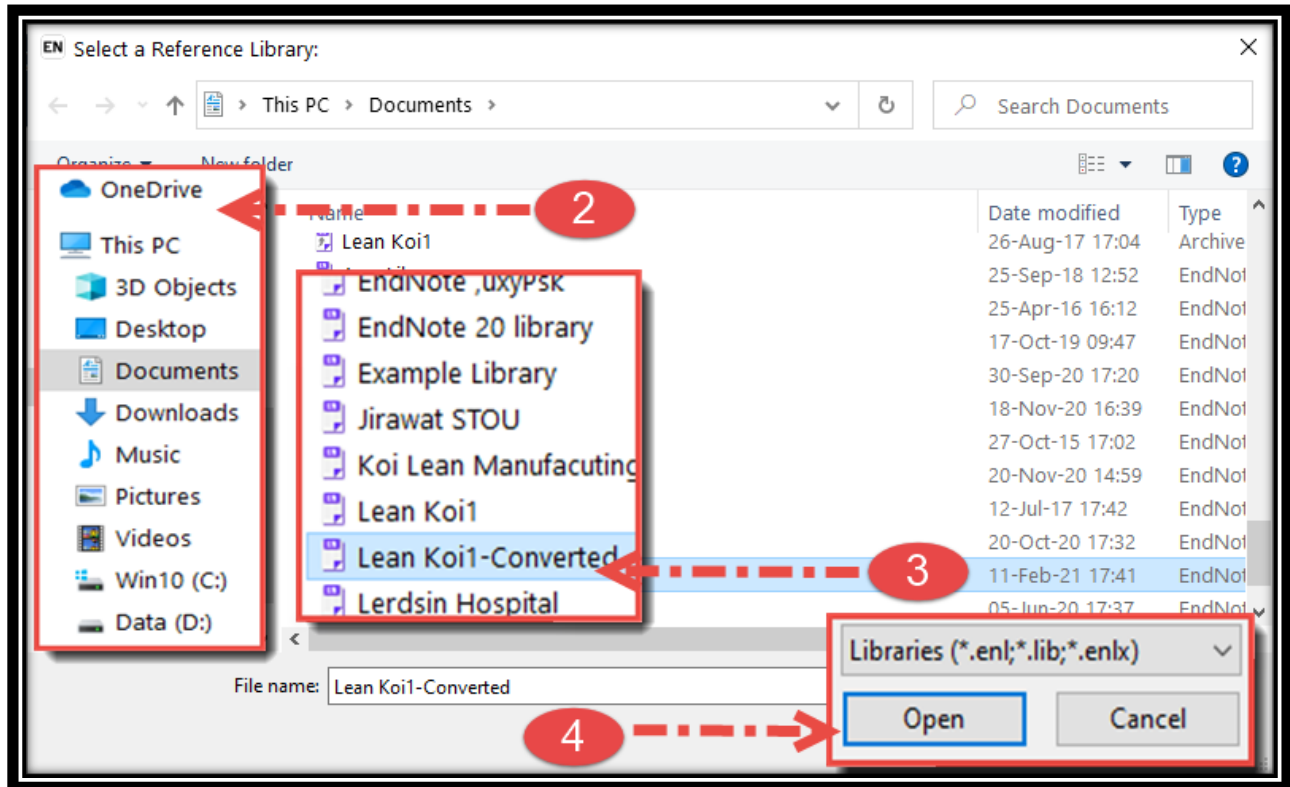 EN Select a Reference Library:
This PC > Documents >
Search Documents
New folder
Name
Date modified
Type
OneDrive
This PC
3D Objects
Desktop
Documents
Downloads
Music
Pictures
Videos
Win10 (C:)
Data (D:)
2
Lean Koi1
26-Aug-17 17:04 Archive
25-Sep-18 12:52 EndNot
25-Apr-16 16:12 EndNot
17-Oct-19 09:47 EndNot
30-Sep-20 17:20 EndNot
18-Nov-20 16:39 EndNot
27-Oct-15 17:02 EndNot
20-Nov-20 14:59 EndNot
12-Jul-17 17:42 EndNot
20-Oct-20 17:32 EndNot
11-Feb-21 17:41 EndNot
05-Jun-20 17:37 EndNot
EndNote ,uxyPsk
EndNote 20 library
Example Library
Jirawat STOU
Koi Lean Manufacuting
Lean Koi1
Lean Koi1-Converted
Lerdsin Hospital
3
File name: Lean Koi1-Converted
Libraries (*.enl;*.lib;*.enlx)
Open
Cancel
4